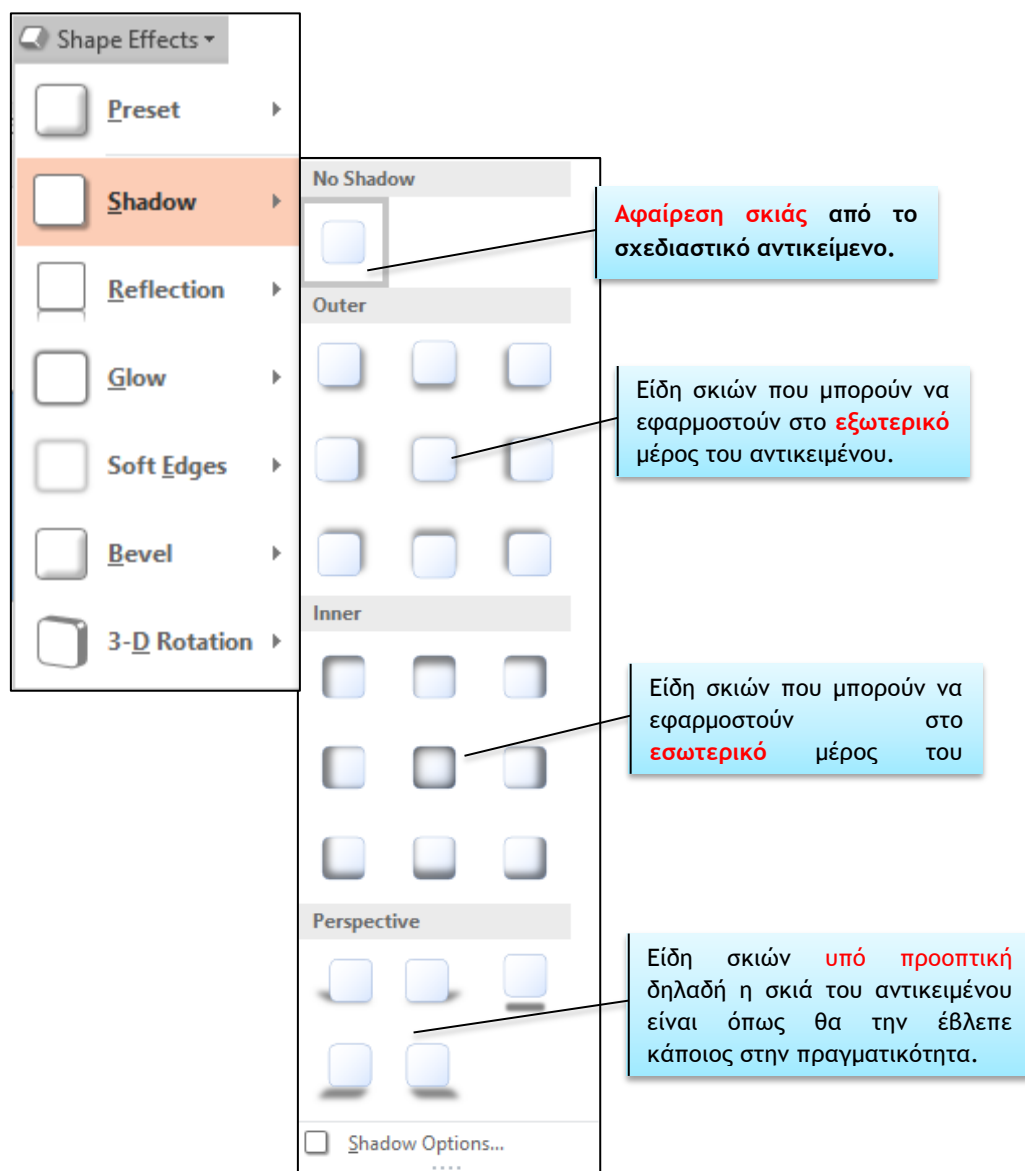 Shape Effects
Preset
Shadow
Reflection
Glow
Soft Edges
Bevel
3-D Rotation
No Shadow
Outer
Inner
Perspective
Shadow Options...
Αφαίρεση σκιάς από το
σχεδιαστικό αντικείμενο.
Είδη σκιών που μπορούν να
εφαρμοστούν στο εξωτερικό
μέρος του αντικειμένου.
Είδη σκιών που μπορούν να
εφαρμοστούν στο
εσωτερικό μέρος του
Είδη σκιών υπό προοπτική
δηλαδή η σκιά του αντικειμένου
είναι όπως θα την έβλεπε
κάποιος στην πραγματικότητα.